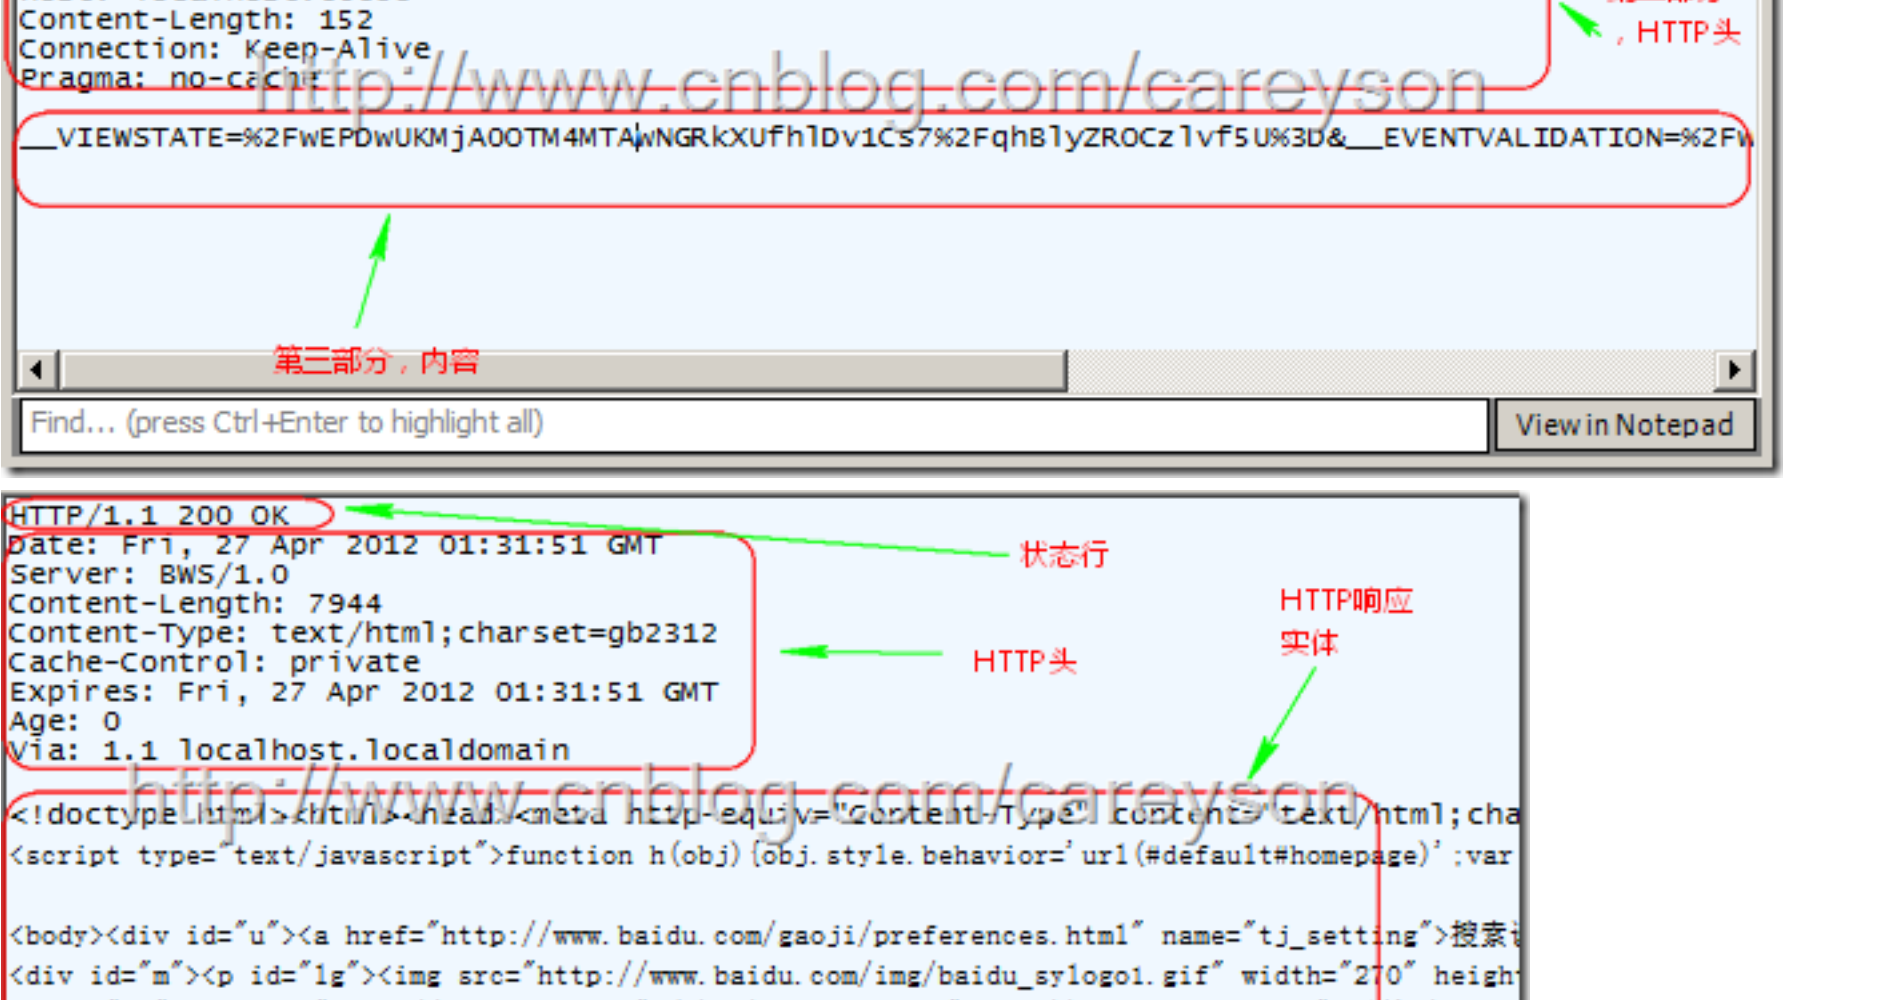 Content-Length: 152
Connection: Keep-Alive
，HTTP头
Pragma: no-cache
http://www.cnblog.com/careyson
__VIEWSTATE=%2FwEPDwUKMjA0OTM4MTAwNGRkXUfhlDv1Cs7%2FqhBlyZROCzlvf5U%3D&__EVENTVALIDATION=%2Fw
第三部分，内容
Find... (press Ctrl+Enter to highlight all)
View in Notepad
HTTP/1.1 200 OK
Date: Fri, 27 Apr 2012 01:31:51 GMT
状态行
Server: BWS/1.0
Content-Length: 7944
HTTP响应
实体
Content-Type: text/html;charset=gb2312
Cache-Control: private
HTTP头
Expires: Fri, 27 Apr 2012 01:31:51 GMT
Age: 0
Via: 1.1 localhost.localdomain
http://www.cnblog.com/careyson
<!doctype html><html><head><meta http-equiv="Content-Type" content="text/html;cha
<script type="text/javascript">function h(obj){obj.style.behavior='url(#default#homepage)';var
<body><div id="u"><a href="http://www.baidu.com/gaoji/preferences.html" name="tj_setting">搜索
<div id="m"><p id="lg"><img src="http://www.baidu.com/img/baidu_sylogo1.gif" width="270" heigh